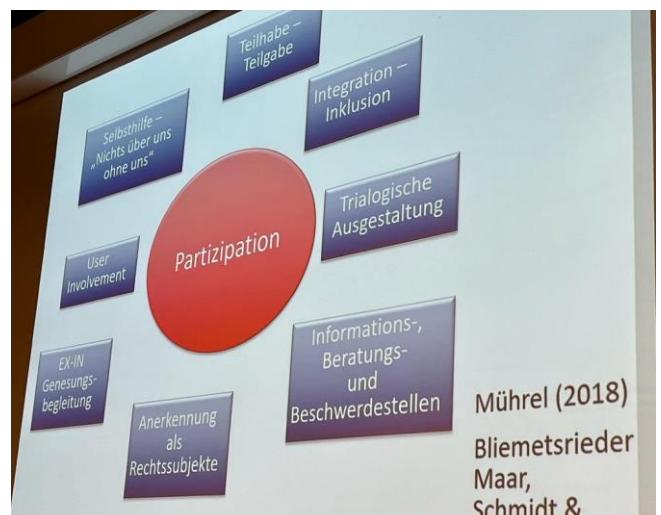 Teilhabe –
Teilgabe
Integration –
Inklusion
Selbsthilfe –
„Nichts über uns
ohne uns“
Trialogische
Ausgestaltung
Partizipation
User
Involvement
Informations-,
Beratungs-
und
Beschwerdestellen
EX-IN
Genesungs-
begleitung
Anerkennung
als
Rechtssubjekte
Mührel (2018)
Bliemetsrieder
Maar,
Schmidt &